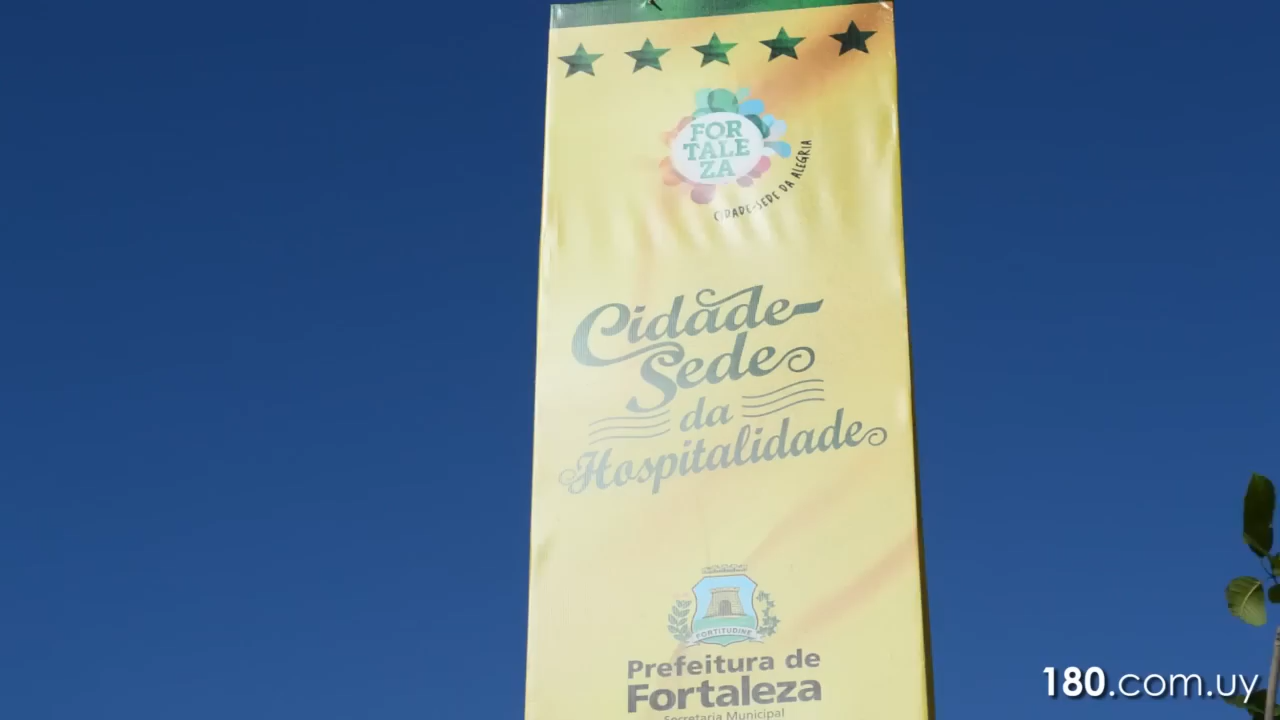 FOR
TALE
ZA
CIDADE-SEDE DA ALEGRIA
Cidade-
Sede
da
Hospitalidade
FORTITUDINE
Prefeitura de
Fortaleza
Secretaria Municipal
180.com.uy